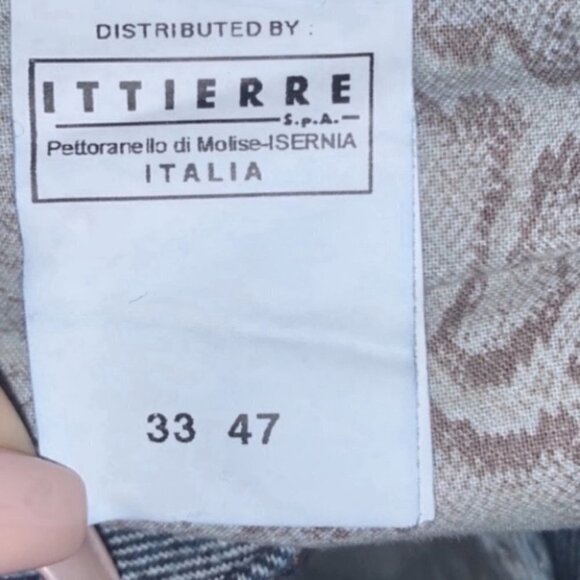 DISTRIBUTED BY :
ITTIERRE
S.p.A.
Pettoranello di Molise-ISERNIA
ITALIA
33 47